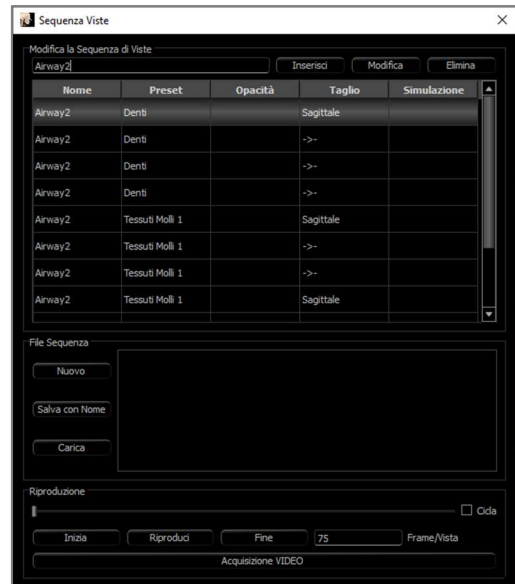 Sequenza Viste
Modifica la Sequenza di Viste
Airway2 Inserisci Modifica Elimina
Nome Preset Opacità Taglio Simulazione
Airway2 Denti Sagittale
Airway2 Denti ->-
Airway2 Denti ->-
Airway2 Denti ->-
Airway2 Tessuti Molli 1 Sagittale
Airway2 Tessuti Molli 1 ->-
Airway2 Tessuti Molli 1 ->-
Airway2 Tessuti Molli 1 Sagittale
File Sequenza
Nuovo
Salva con Nome
Carica
Riproduzione
Cicla
Inizia Riproduci Fine 75 Frame/Vista
Acquisizione VIDEO